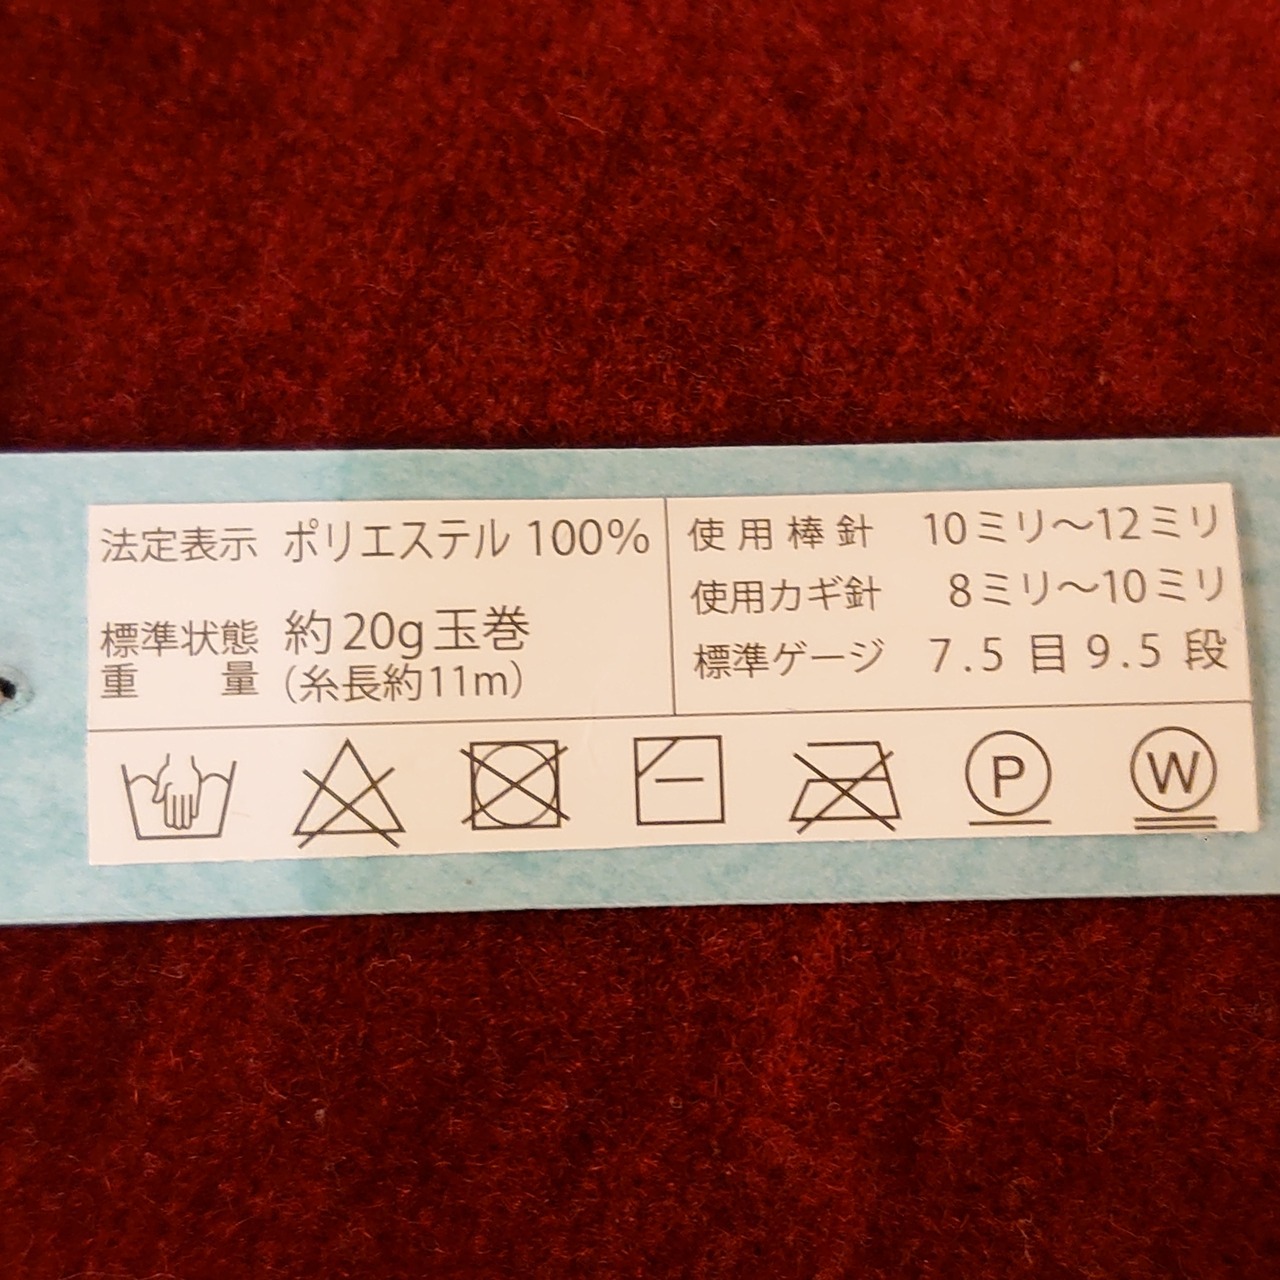 法定表示 ポリエステル 100%
標準状態
重量 約20g玉巻
(糸長約11m)
使用棒針 10ミリ～12ミリ
使用カギ針 8ミリ～10ミリ
標準ゲージ 7.5目9.5段
P
W